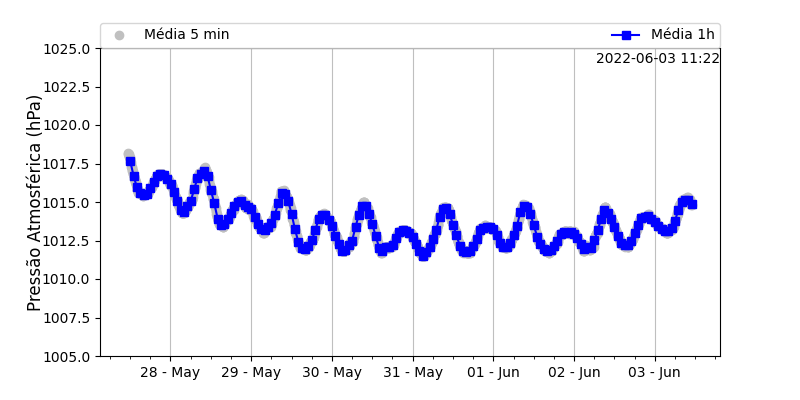 Média 5 min
Média 1h
2022-06-03 11:22
Pressão Atmosférica (hPa)
1025.0
1022.5
1020.0
1017.5
1015.0
1012.5
1010.0
1007.5
1005.0
28 - May
29 - May
30 - May
31 - May
01 - Jun
02 - Jun
03 - Jun